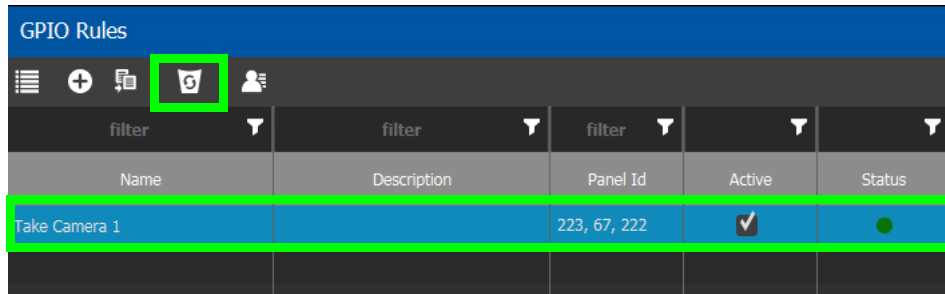 GPIO Rules
filter filter filter
Name Description Panel Id Active Status
Take Camera 1 223, 67, 222